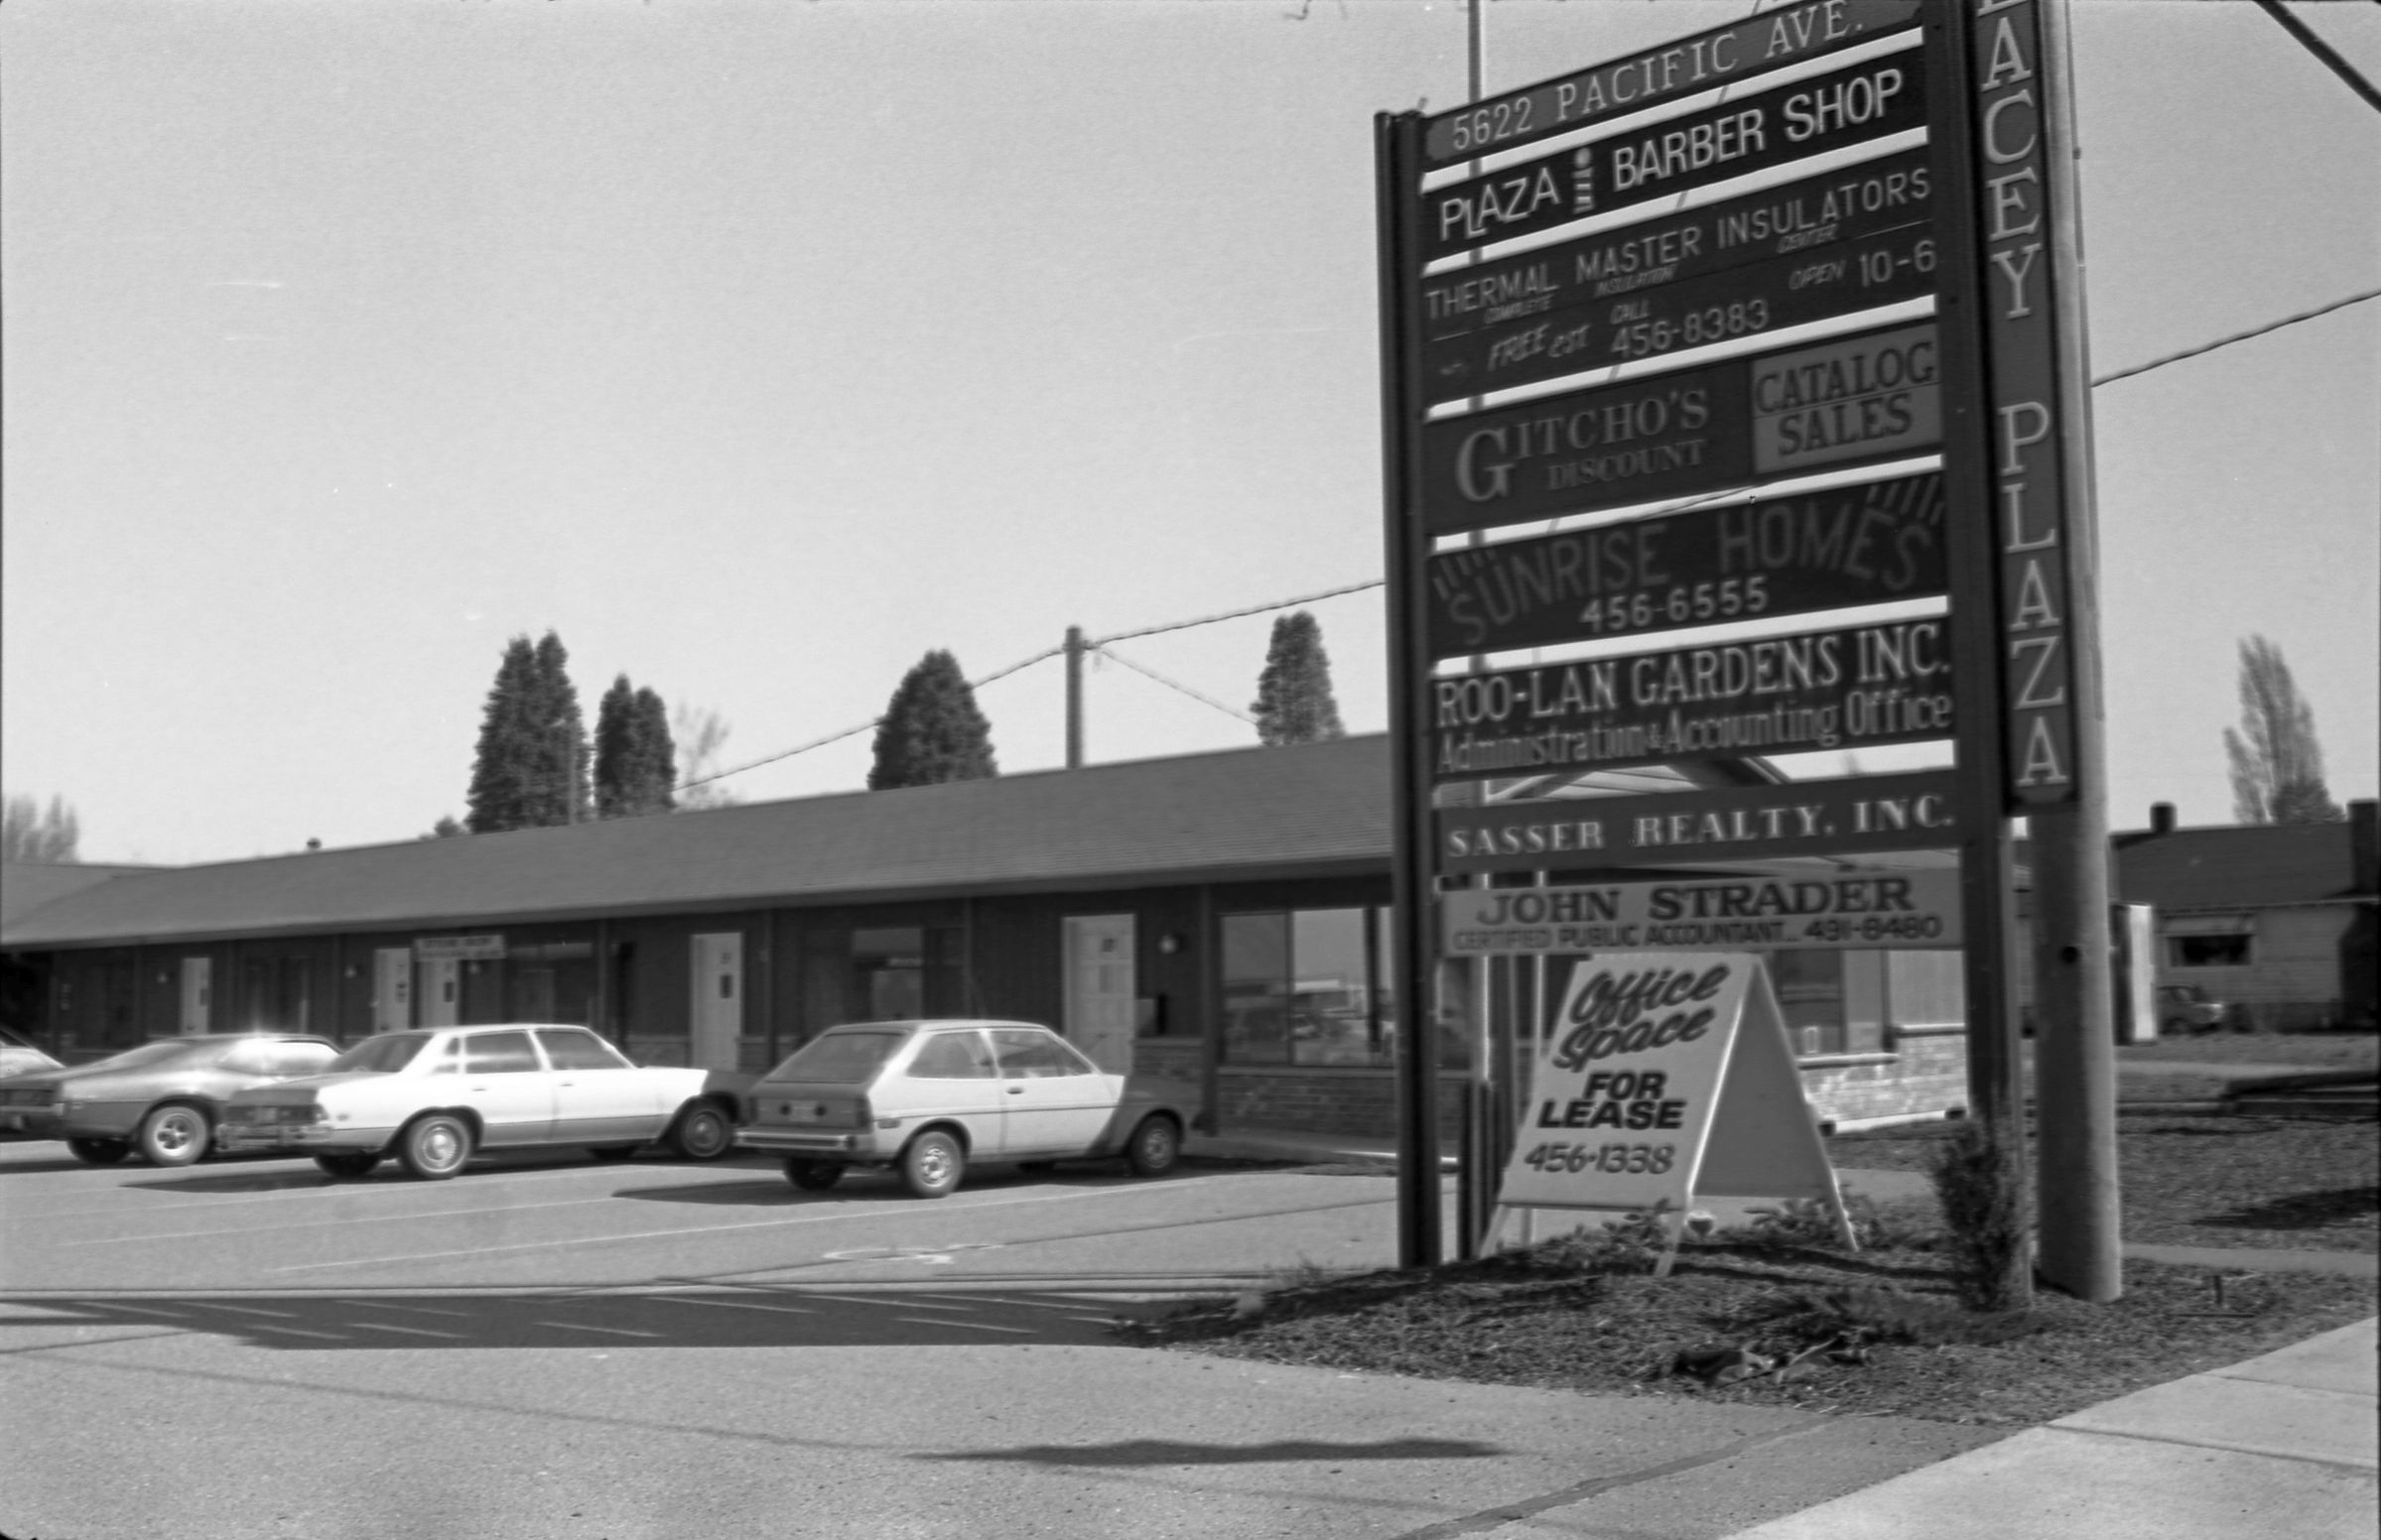 5622 PACIFIC AVE.
PLAZA BARBER SHOP
THERMAL MASTER INSULATORS
COMPLETE INSULATION CENTER
FREE est CALL 456-8383 OPEN 10-6
GITCHO'S DISCOUNT
CATALOG
SALES
SUNRISE HOMES
456-6555
ROO-LAN GARDENS INC.
Administration & Accounting Office
SASSER REALTY, INC.
JOHN STRADER
CERTIFIED PUBLIC ACCOUNTANT... 491-8480
Office
Space
FOR
LEASE
456-1338
LACEY PLAZA